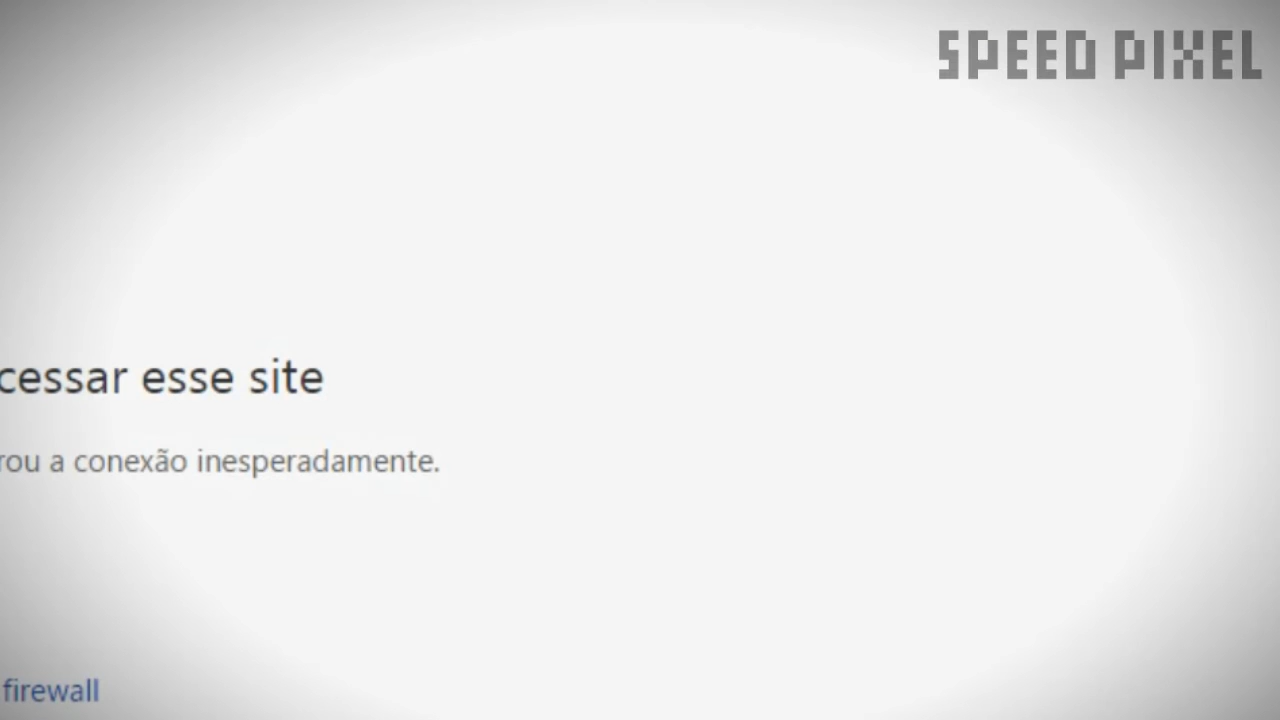 SPEED PIXEL
cessar esse site
rou a conexão inesperadamente.
firewall